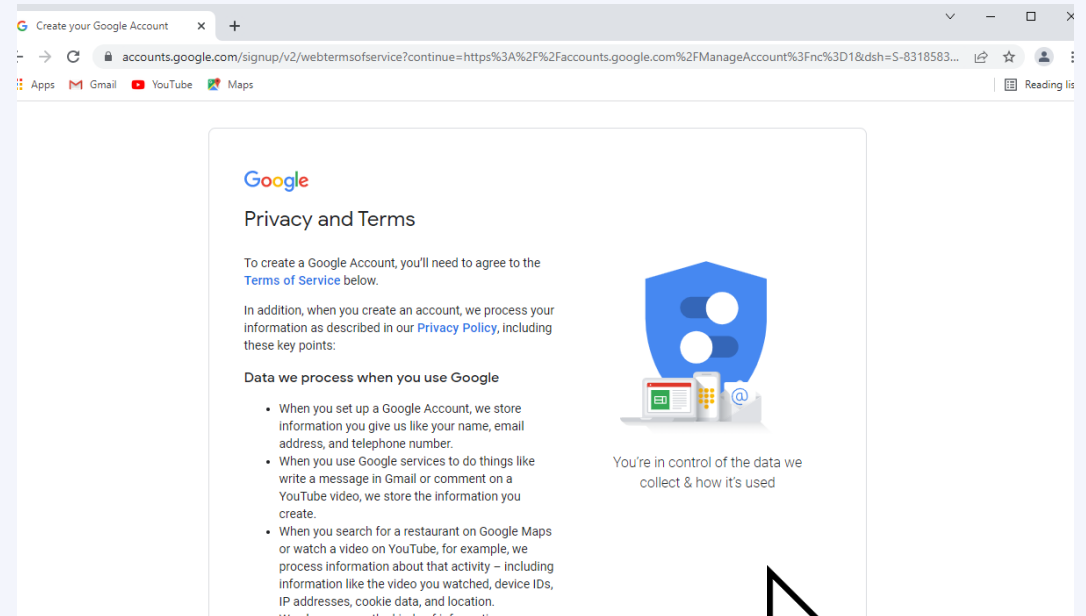 Create your Google Account
accounts.google.com/signup/v2/webtermsofservice?continue=https%3A%2F%2Faccounts.google.com%2FManageAccount%3Fnc%3D1&dsh=S-8318583...
Apps Gmail YouTube Maps Reading lis
Google
Privacy and Terms
To create a Google Account, you'll need to agree to the
Terms of Service below.
In addition, when you create an account, we process your
information as described in our Privacy Policy, including
these key points:
Data we process when you use Google
• When you set up a Google Account, we store
information you give us like your name, email
address, and telephone number.
• When you use Google services to do things like
write a message in Gmail or comment on a
YouTube video, we store the information you
create.
• When you search for a restaurant on Google Maps
or watch a video on YouTube, for example, we
process information about that activity – including
information like the video you watched, device IDs,
IP addresses, cookie data, and location.
@
You're in control of the data we
collect & how it's used